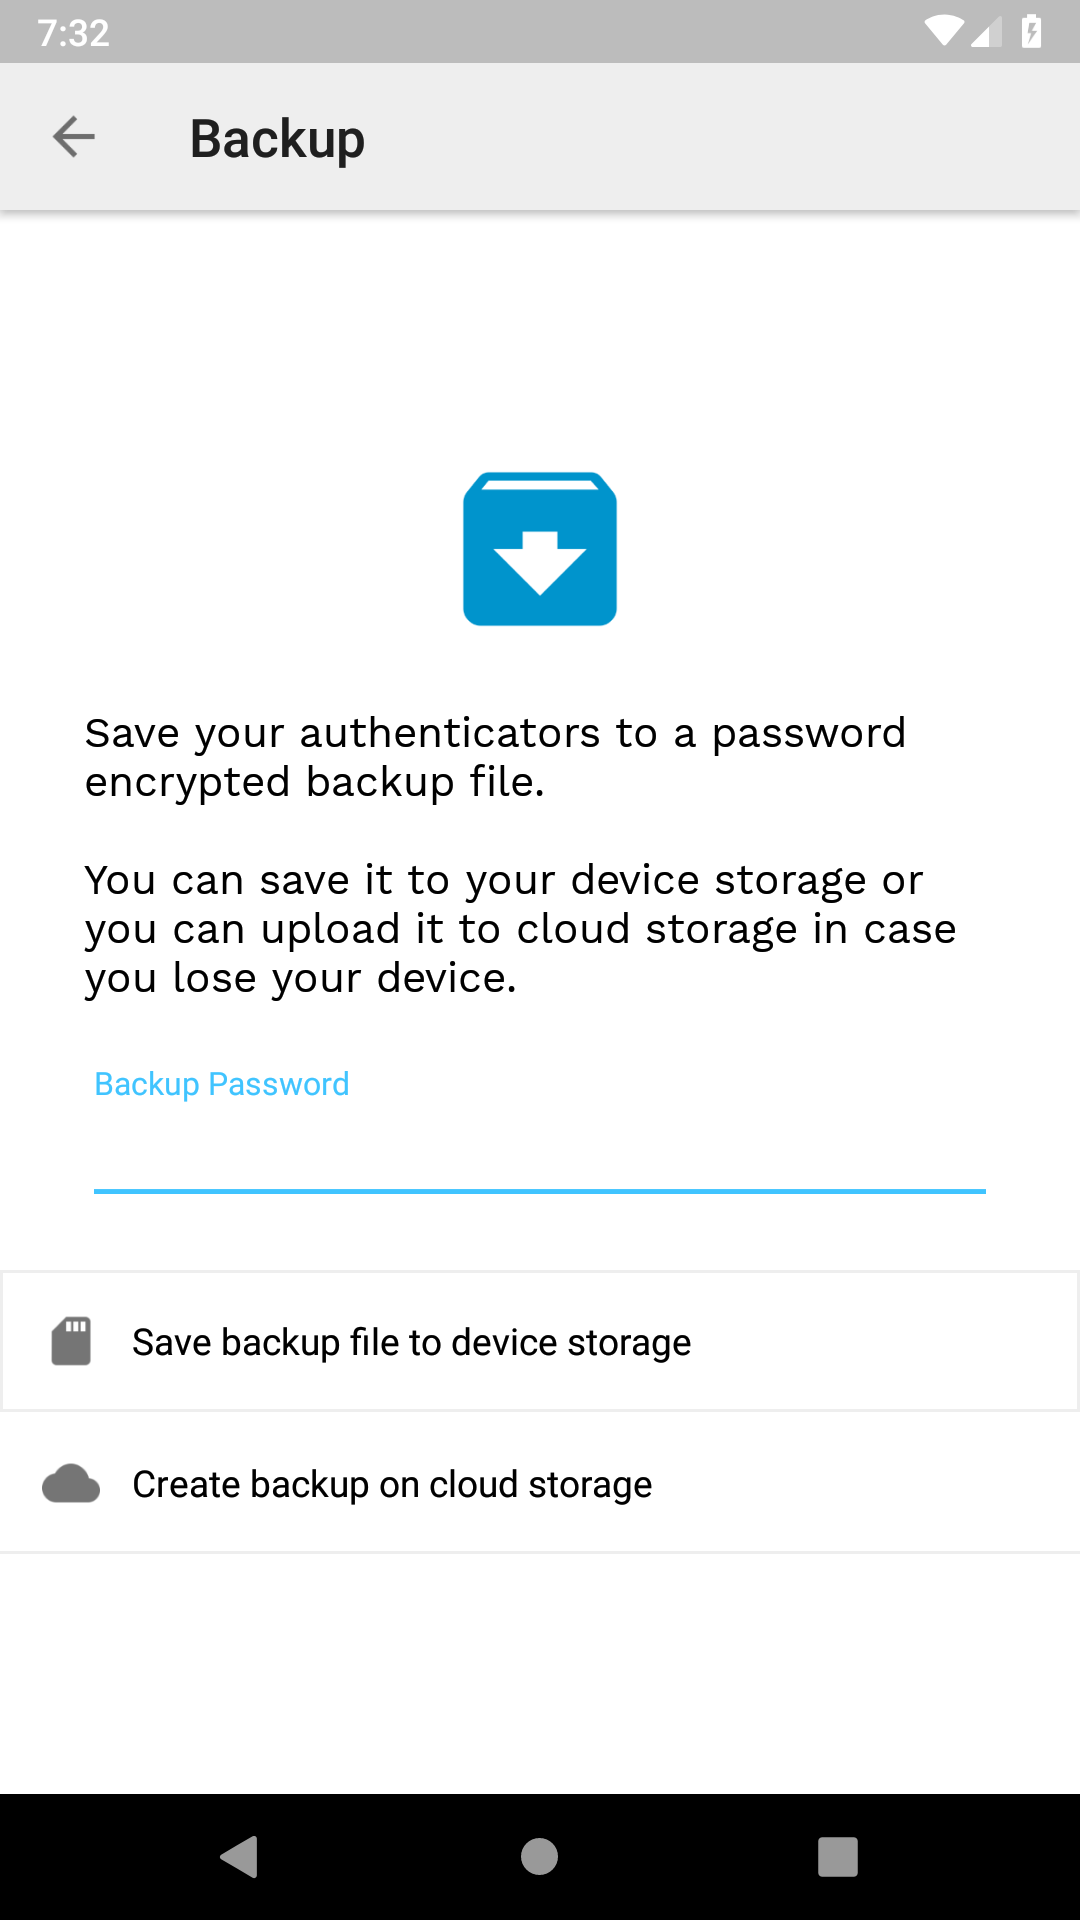 7:32
Backup
Save your authenticators to a password
encrypted backup file.
You can save it to your device storage or
you can upload it to cloud storage in case
you lose your device.
Backup Password
Save backup file to device storage
Create backup on cloud storage